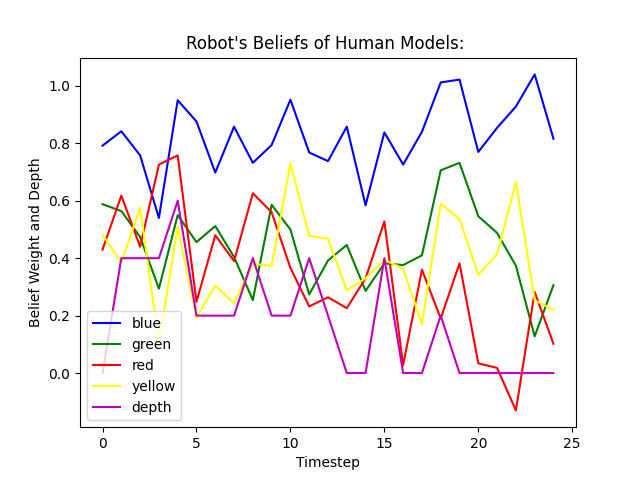 Robot's Beliefs of Human Models:
Belief Weight and Depth
1.0
0.8
0.6
0.4
0.2
0.0
blue
green
red
yellow
depth
0
5
10
15
20
25
Timestep